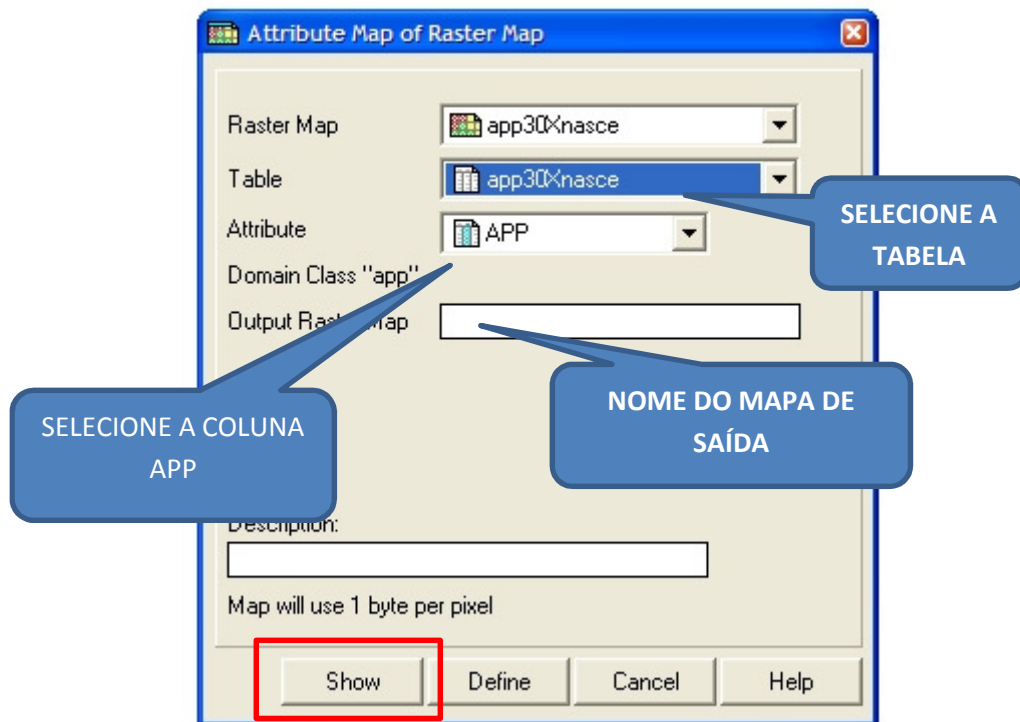 Attribute Map of Raster Map
Raster Map
app30Xnasce
Table
app30Xnasce
SELECIONE A
TABELA
Attribute
APP
Domain Class "app"
Output Raster Map
NOME DO MAPA DE
SAÍDA
SELECIONE A COLUNA
APP
Description:
Map will use 1 byte per pixel
Show
Define
Cancel
Help